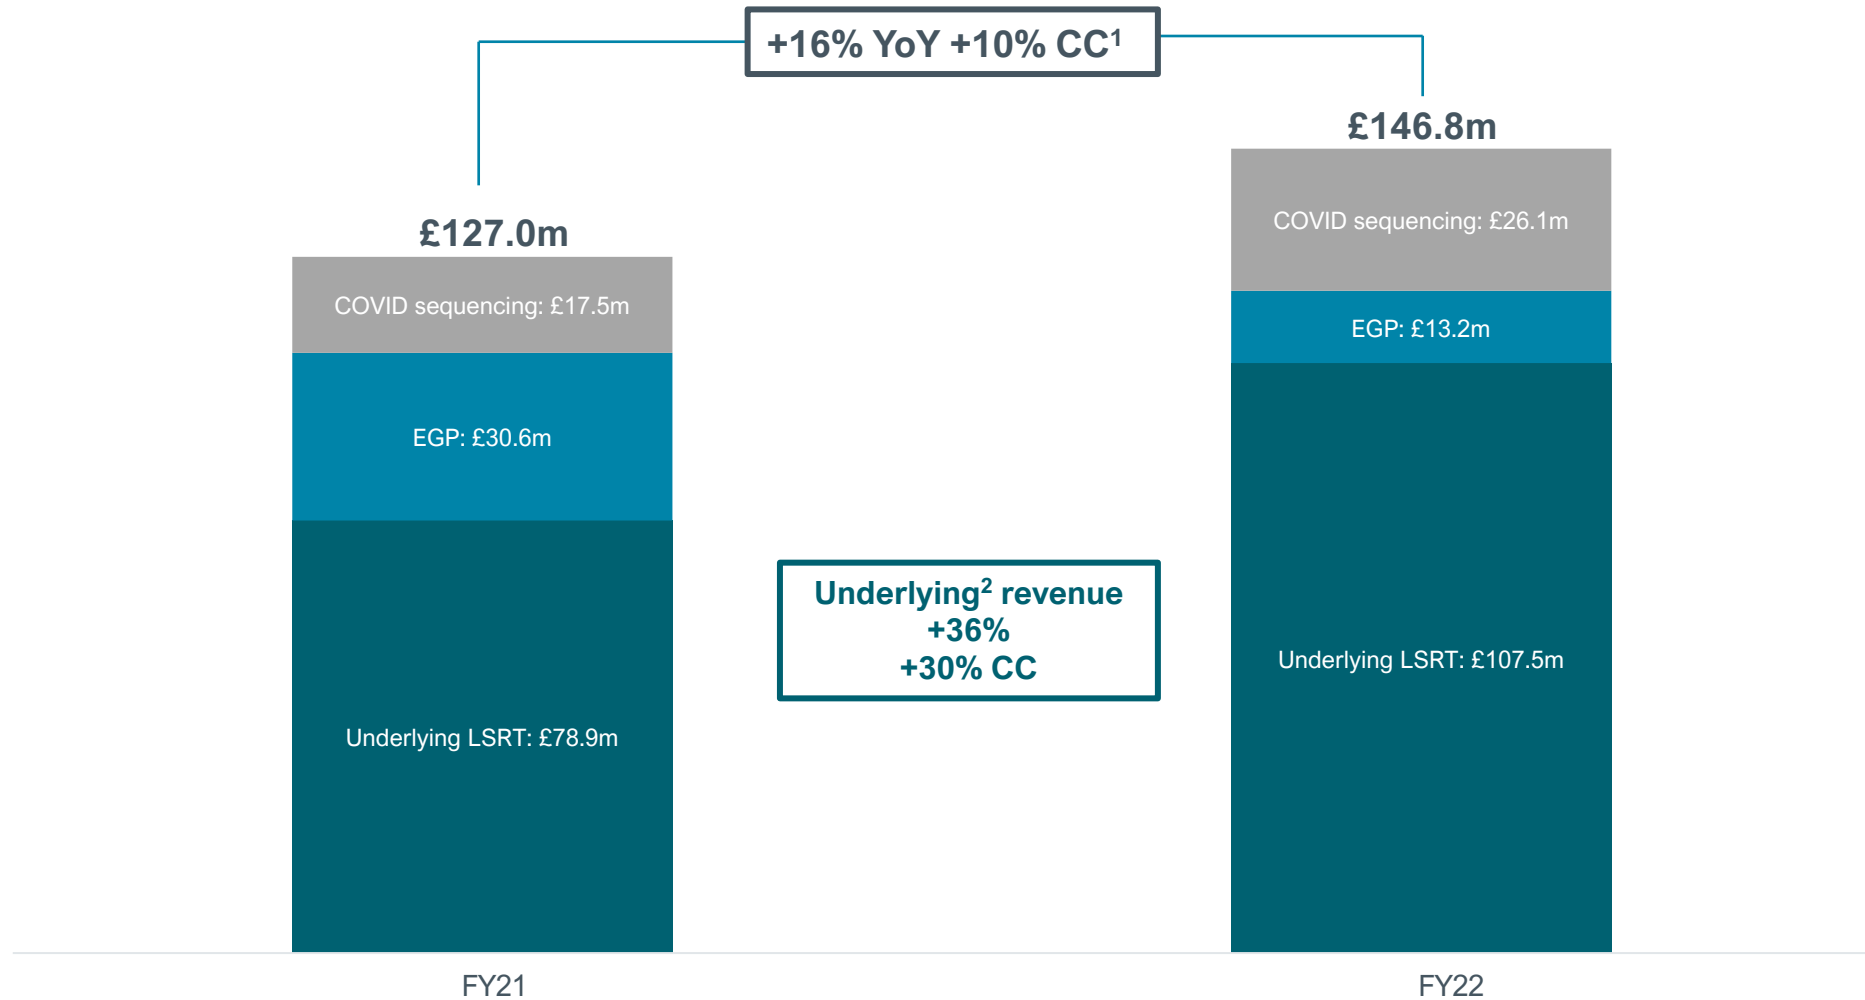 +16% YoY +10% CC¹
£127.0m
£146.8m
COVID sequencing: £17.5m
EGP: £30.6m
Underlying LSRT: £78.9m
COVID sequencing: £26.1m
EGP: £13.2m
Underlying LSRT: £107.5m
Underlying² revenue
+36%
+30% CC
FY21
FY22